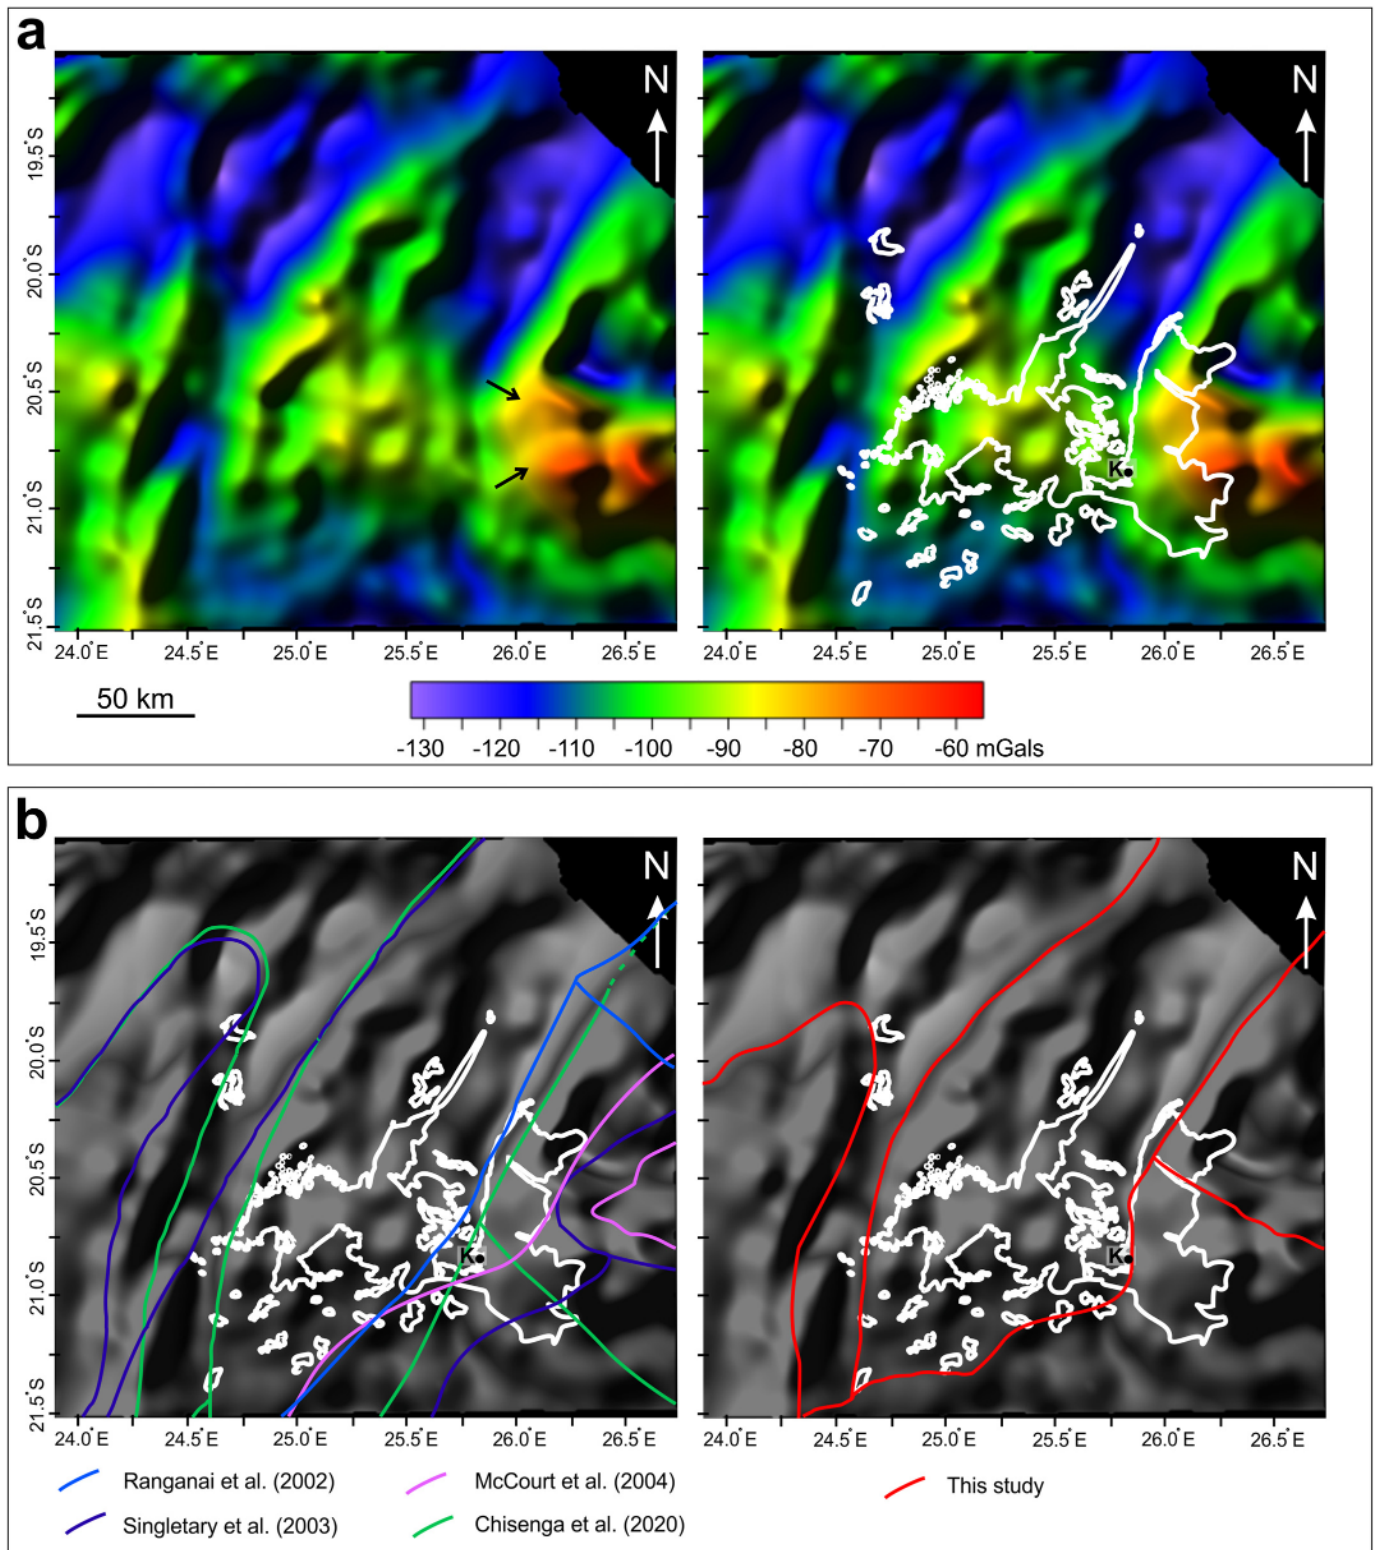 a
N
N
19.5°S
20.0°S
20.5°S
21.0°S
21.5°S
24.0°E 24.5°E 25.0°E 25.5°E 26.0°E 26.5°E
K
24.0°E 24.5°E 25.0°E 25.5°E 26.0°E 26.5°E
50 km
-130 -120 -110 -100 -90 -80 -70 -60 mGals
b
N
N
19.5°S
20.0°S
20.5°S
21.0°S
21.5°S
K
K
24.0°E 24.5°E 25.0°E 25.5°E 26.0°E 26.5°E
24.0°E 24.5°E 25.0°E 25.5°E 26.0°E 26.5°E
Ranganai et al. (2002)
McCourt et al. (2004)
This study
Singletary et al. (2003)
Chisenga et al. (2020)